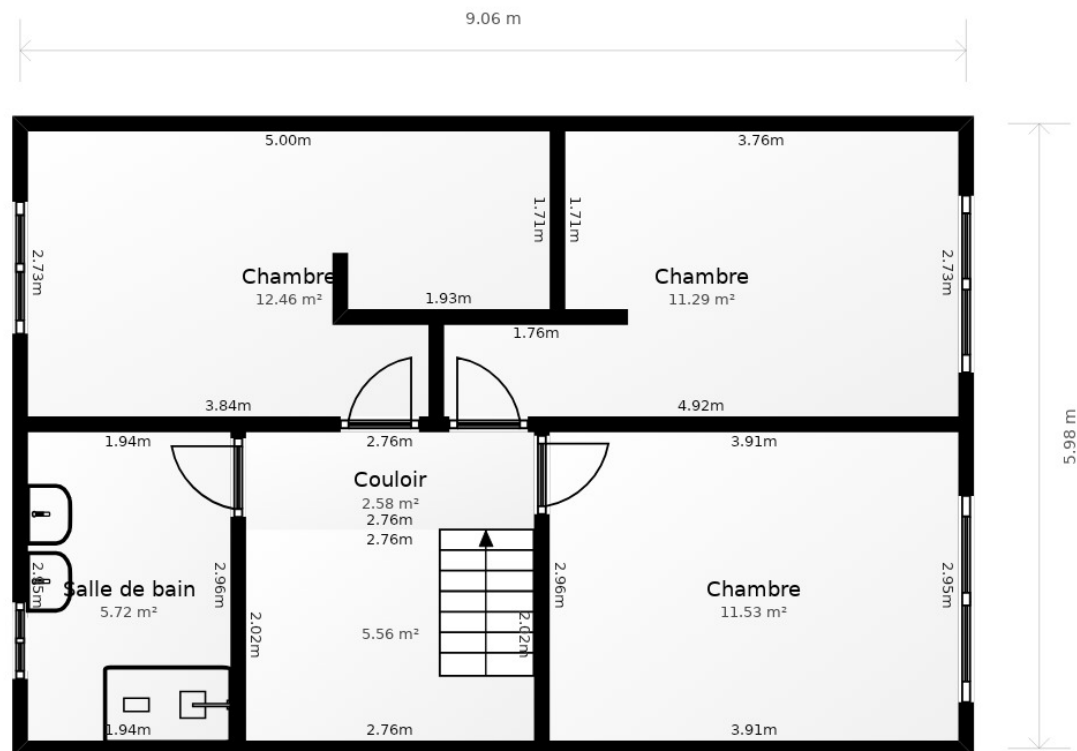 9.06 m
5.00m
3.76m
1.71m
1.71m
2.73m
Chambre
12.46 m²
1.93m
Chambre
11.29 m²
2.73m
1.76m
3.84m
4.92m
5.98 m
1.94m
2.76m
3.91m
Couloir
2.58 m²
2.76m
2.76m
2.95m
Salle de bain
5.72 m²
2.96m
2.02m
5.56 m²
2.02m
2.96m
Chambre
11.53 m²
2.95m
1.94m
2.76m
3.91m